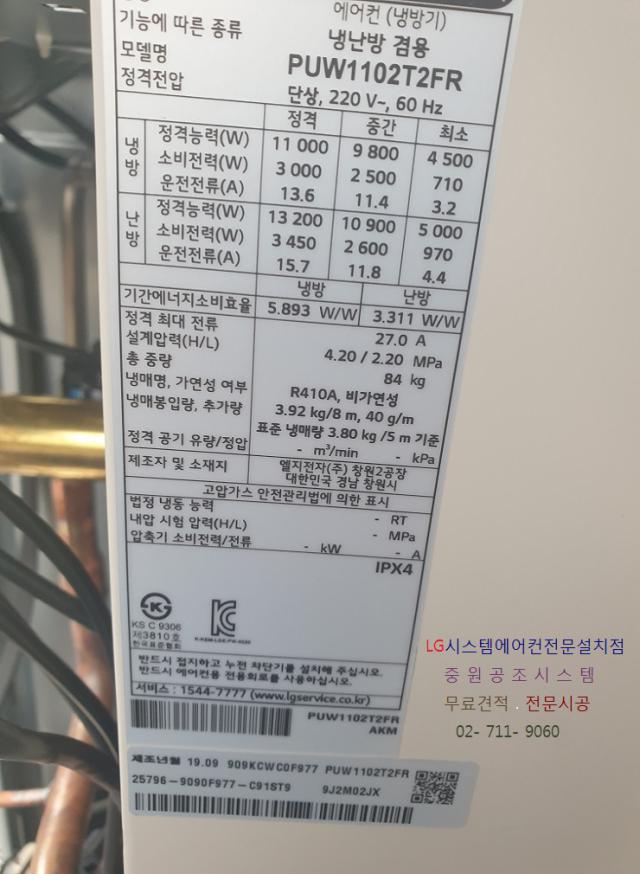 에어컨 (냉방기)
기능에 따른 종류 냉난방 겸용
모델명 PUW1102T2FR
정격전압 단상, 220 V~, 60 Hz
정격 중간 최소
냉방 정격능력(W) 11 000 9 800 4 500
소비전력(W) 3 000 2 500 710
운전전류(A) 13.6 11.4 3.2
난방 정격능력(W) 13 200 10 900 5 000
소비전력(W) 3 450 2 600 970
운전전류(A) 15.7 11.8 4.4
기간에너지소비효율 냉방 난방
5.893 W/W 3.311 W/W
정격 최대 전류 27.0 A
설계압력(H/L) 4.20 / 2.20 MPa
총 중량 84 kg
냉매명, 가연성 여부 R410A, 비가연성
냉매봉입량, 추가량 3.92 kg/8 m, 40 g/m
표준 냉매량 3.80 kg /5 m 기준
정격 공기 유량/정압 - m³/min - kPa
제조자 및 소재지 엘지전자(주) 창원2공장
대한민국 경남 창원시
고압가스 안전관리법에 의한 표시
법정 냉동 능력 - RT
내압 시험 압력(H/L) - MPa
압축기 소비전력/전류 - kW - A
IPX4
KS C 9306
제3810호
한국표준협회
반드시 접지하고 누전 차단기를 설치해 주십시오.
반드시 에어컨용 전용회로를 사용하십시오.
서비스 : 1544-7777 (www.lgservice.co.kr)
PUW1102T2FR
AKM
제조년월 19.09 909KCWC0F977 PUW1102T2FR
25796-9090F977-C91ST9 9J2M02JX
LG시스템에어컨전문설치점
중원공조시스템
무료견적 . 전문시공
02- 711- 9060